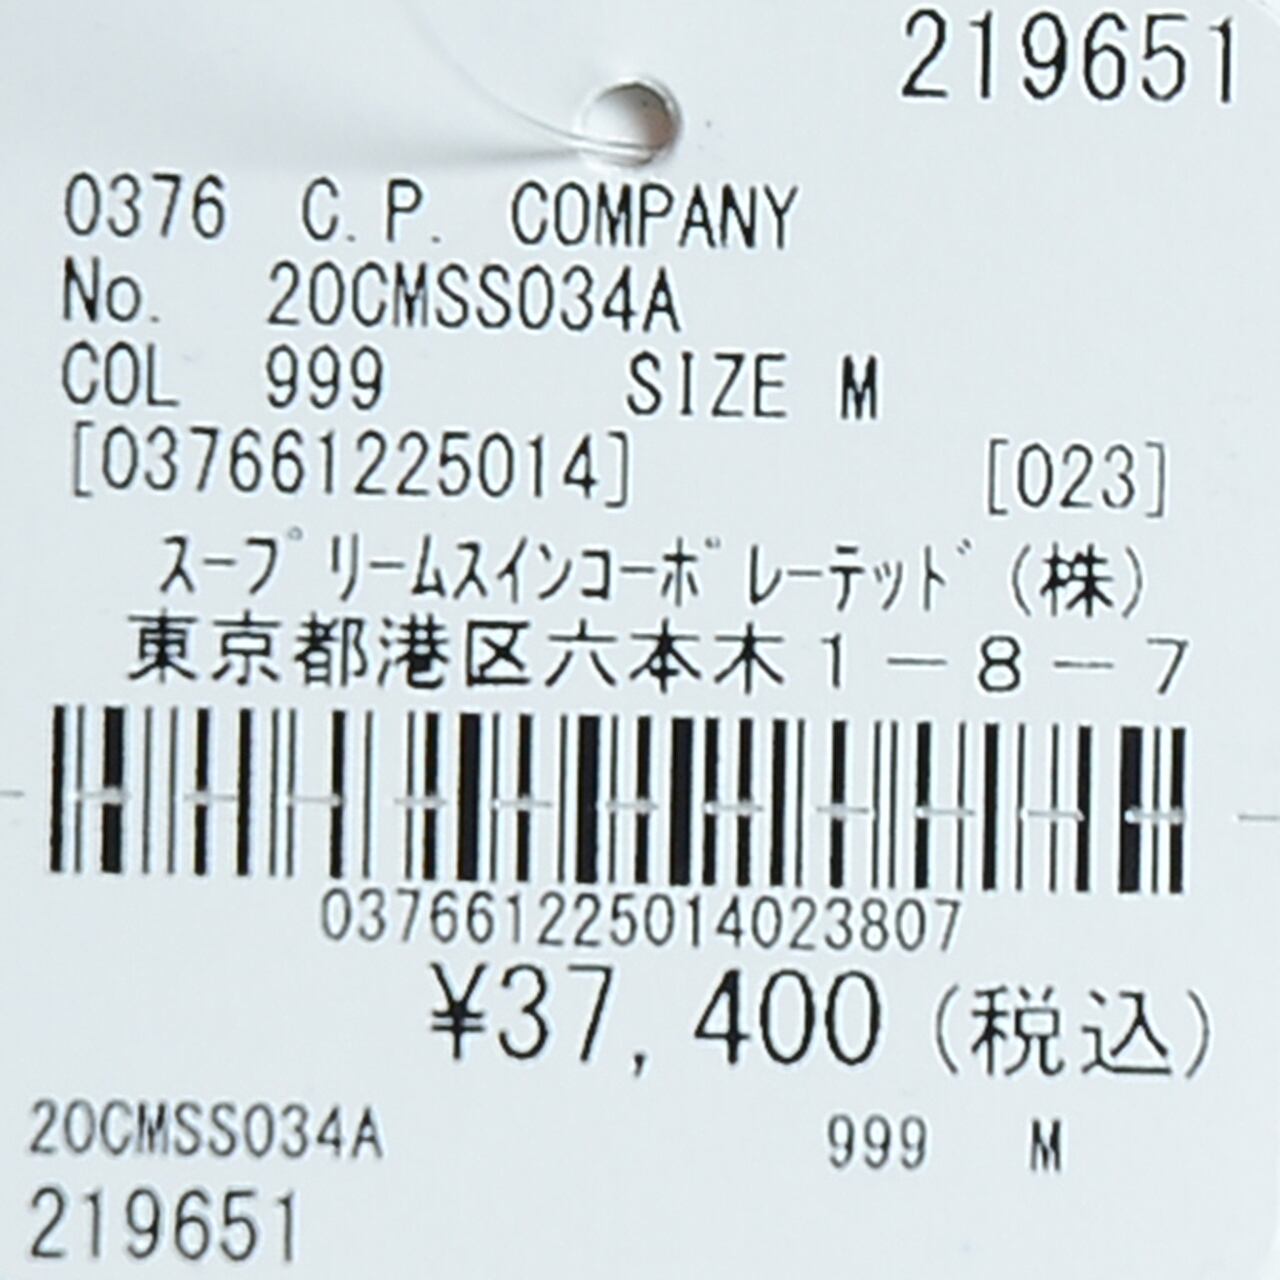 219651
0376 C.P. COMPANY
No. 20CMSS034A
COL 999 SIZE M
[037661225014] [023]
ｽｰﾌﾟﾘｰﾑｽｲﾝｺｰﾎﾞﾚｰﾃｯﾄﾞ(株)
東京都港区六本木1－8－7
037661225014023807
¥37,400(税込)
20CMSS034A 999 M
219651